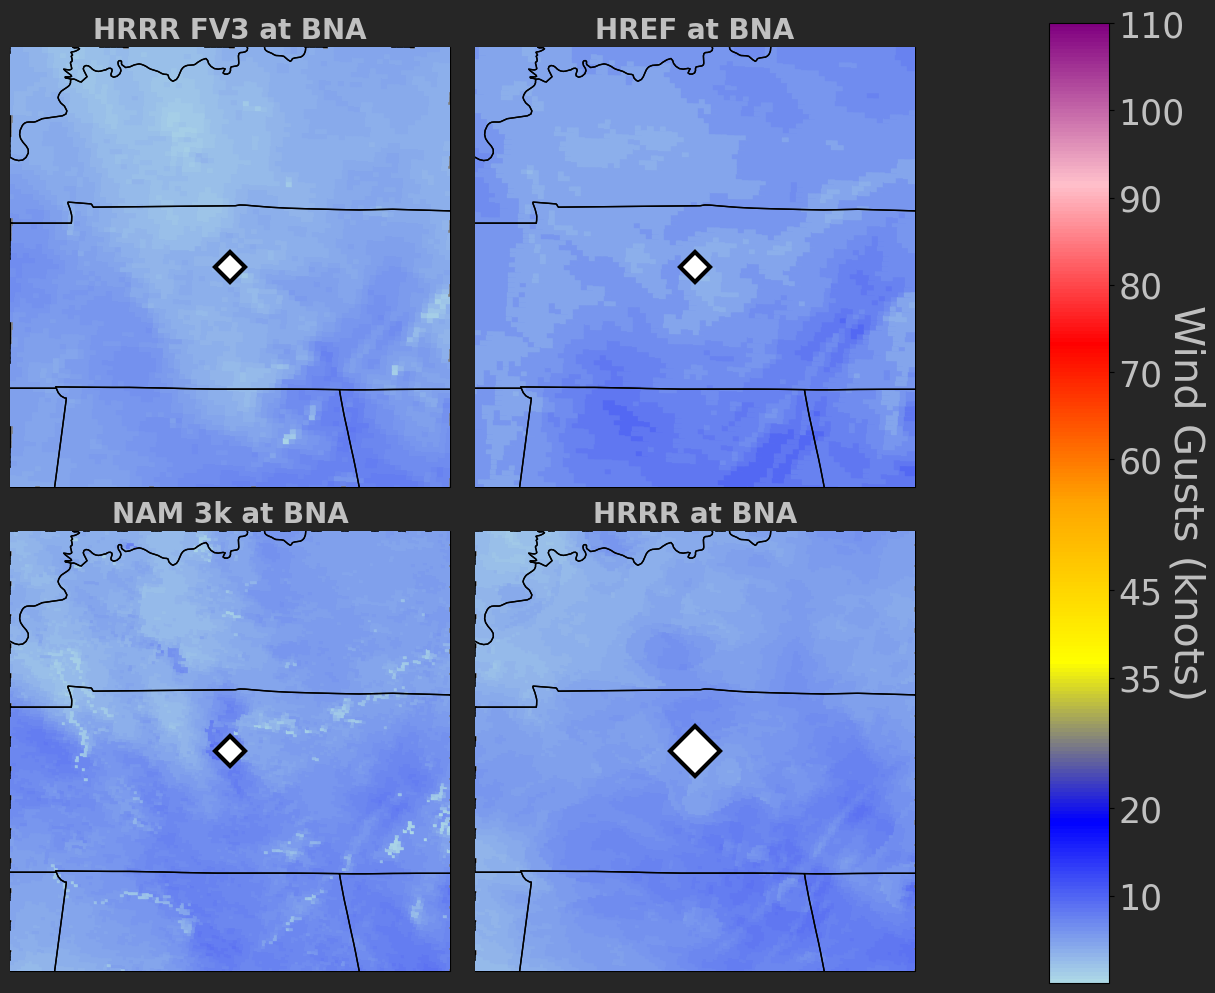 HRRR FV3 at BNA
HREF at BNA
NAM 3k at BNA
HRRR at BNA
110
100
90
80
70
60
45
35
20
10
Wind Gusts (knots)